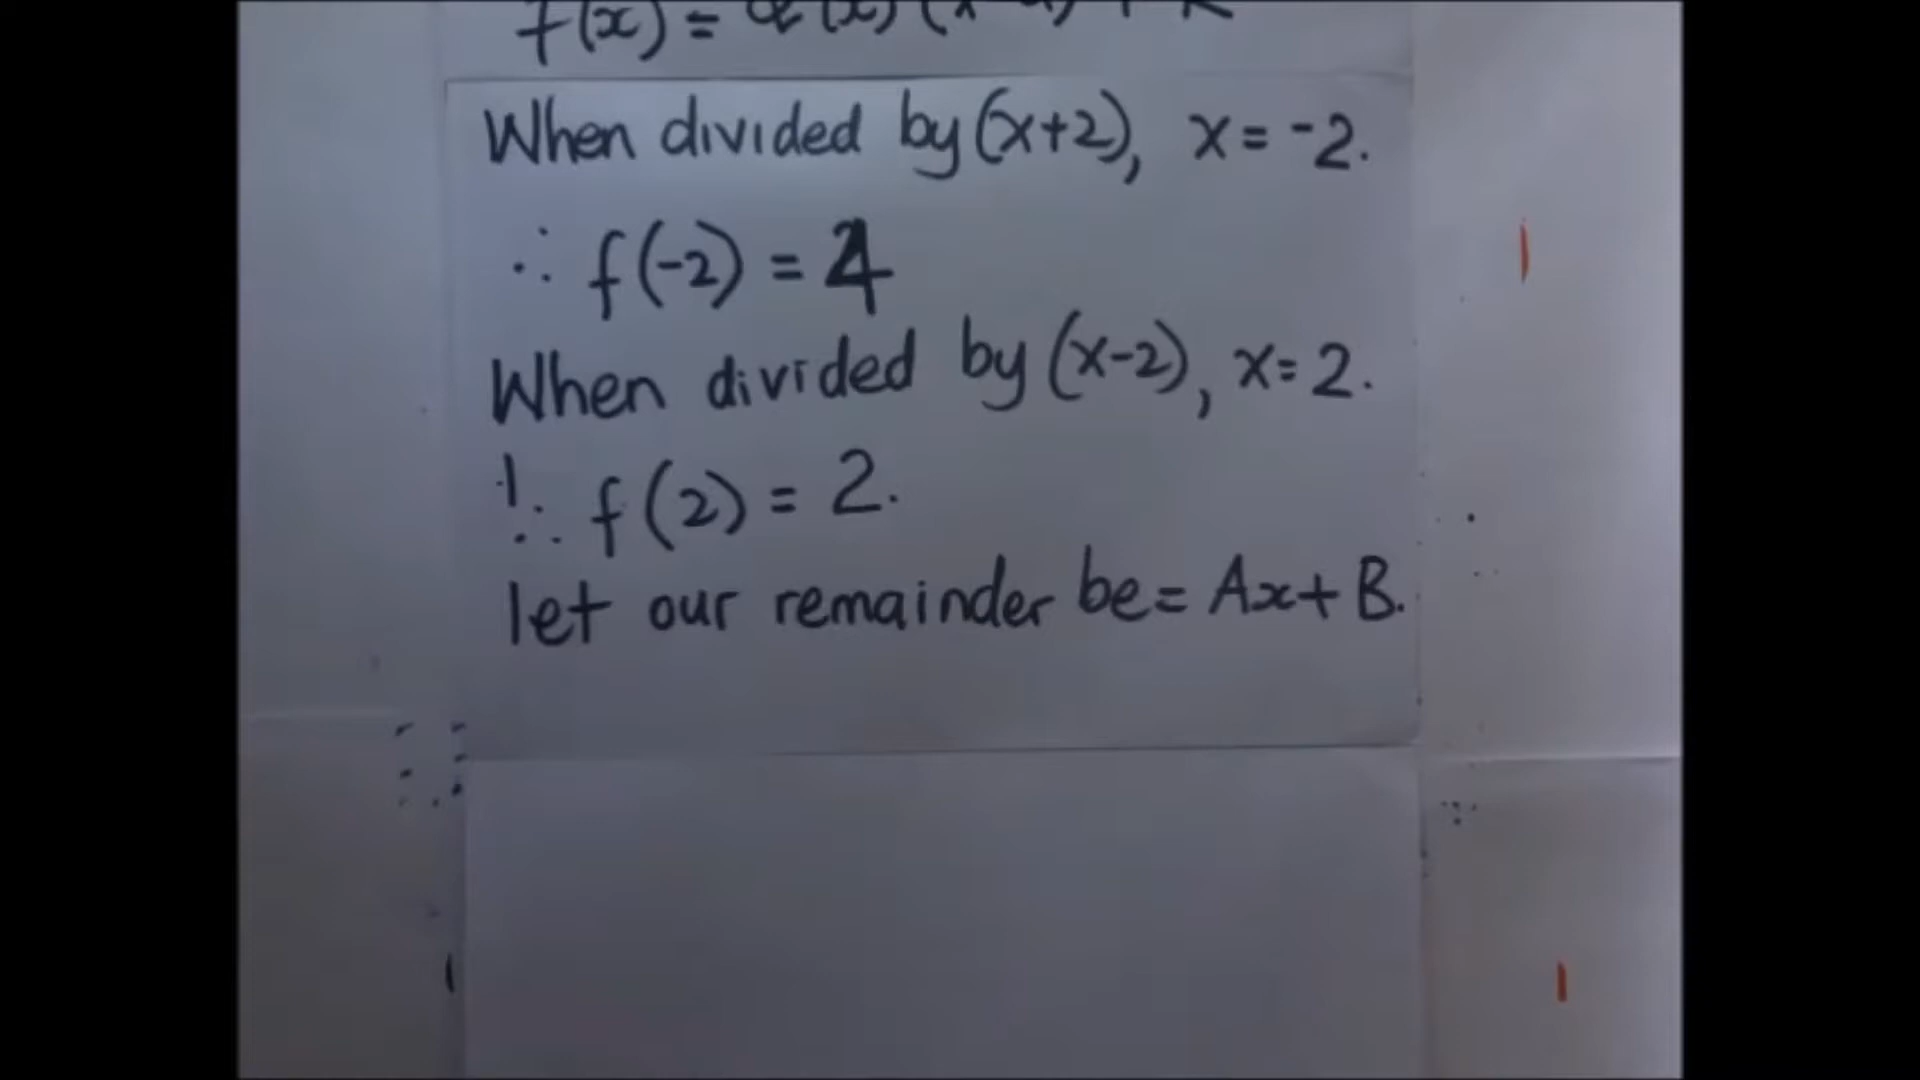 f(x) =
When divided by (x+2), x = -2.
∴ f(-2) = 4
When divided by (x-2), x = 2.
∴ f(2) = 2.
let our remainder be = Ax + B.